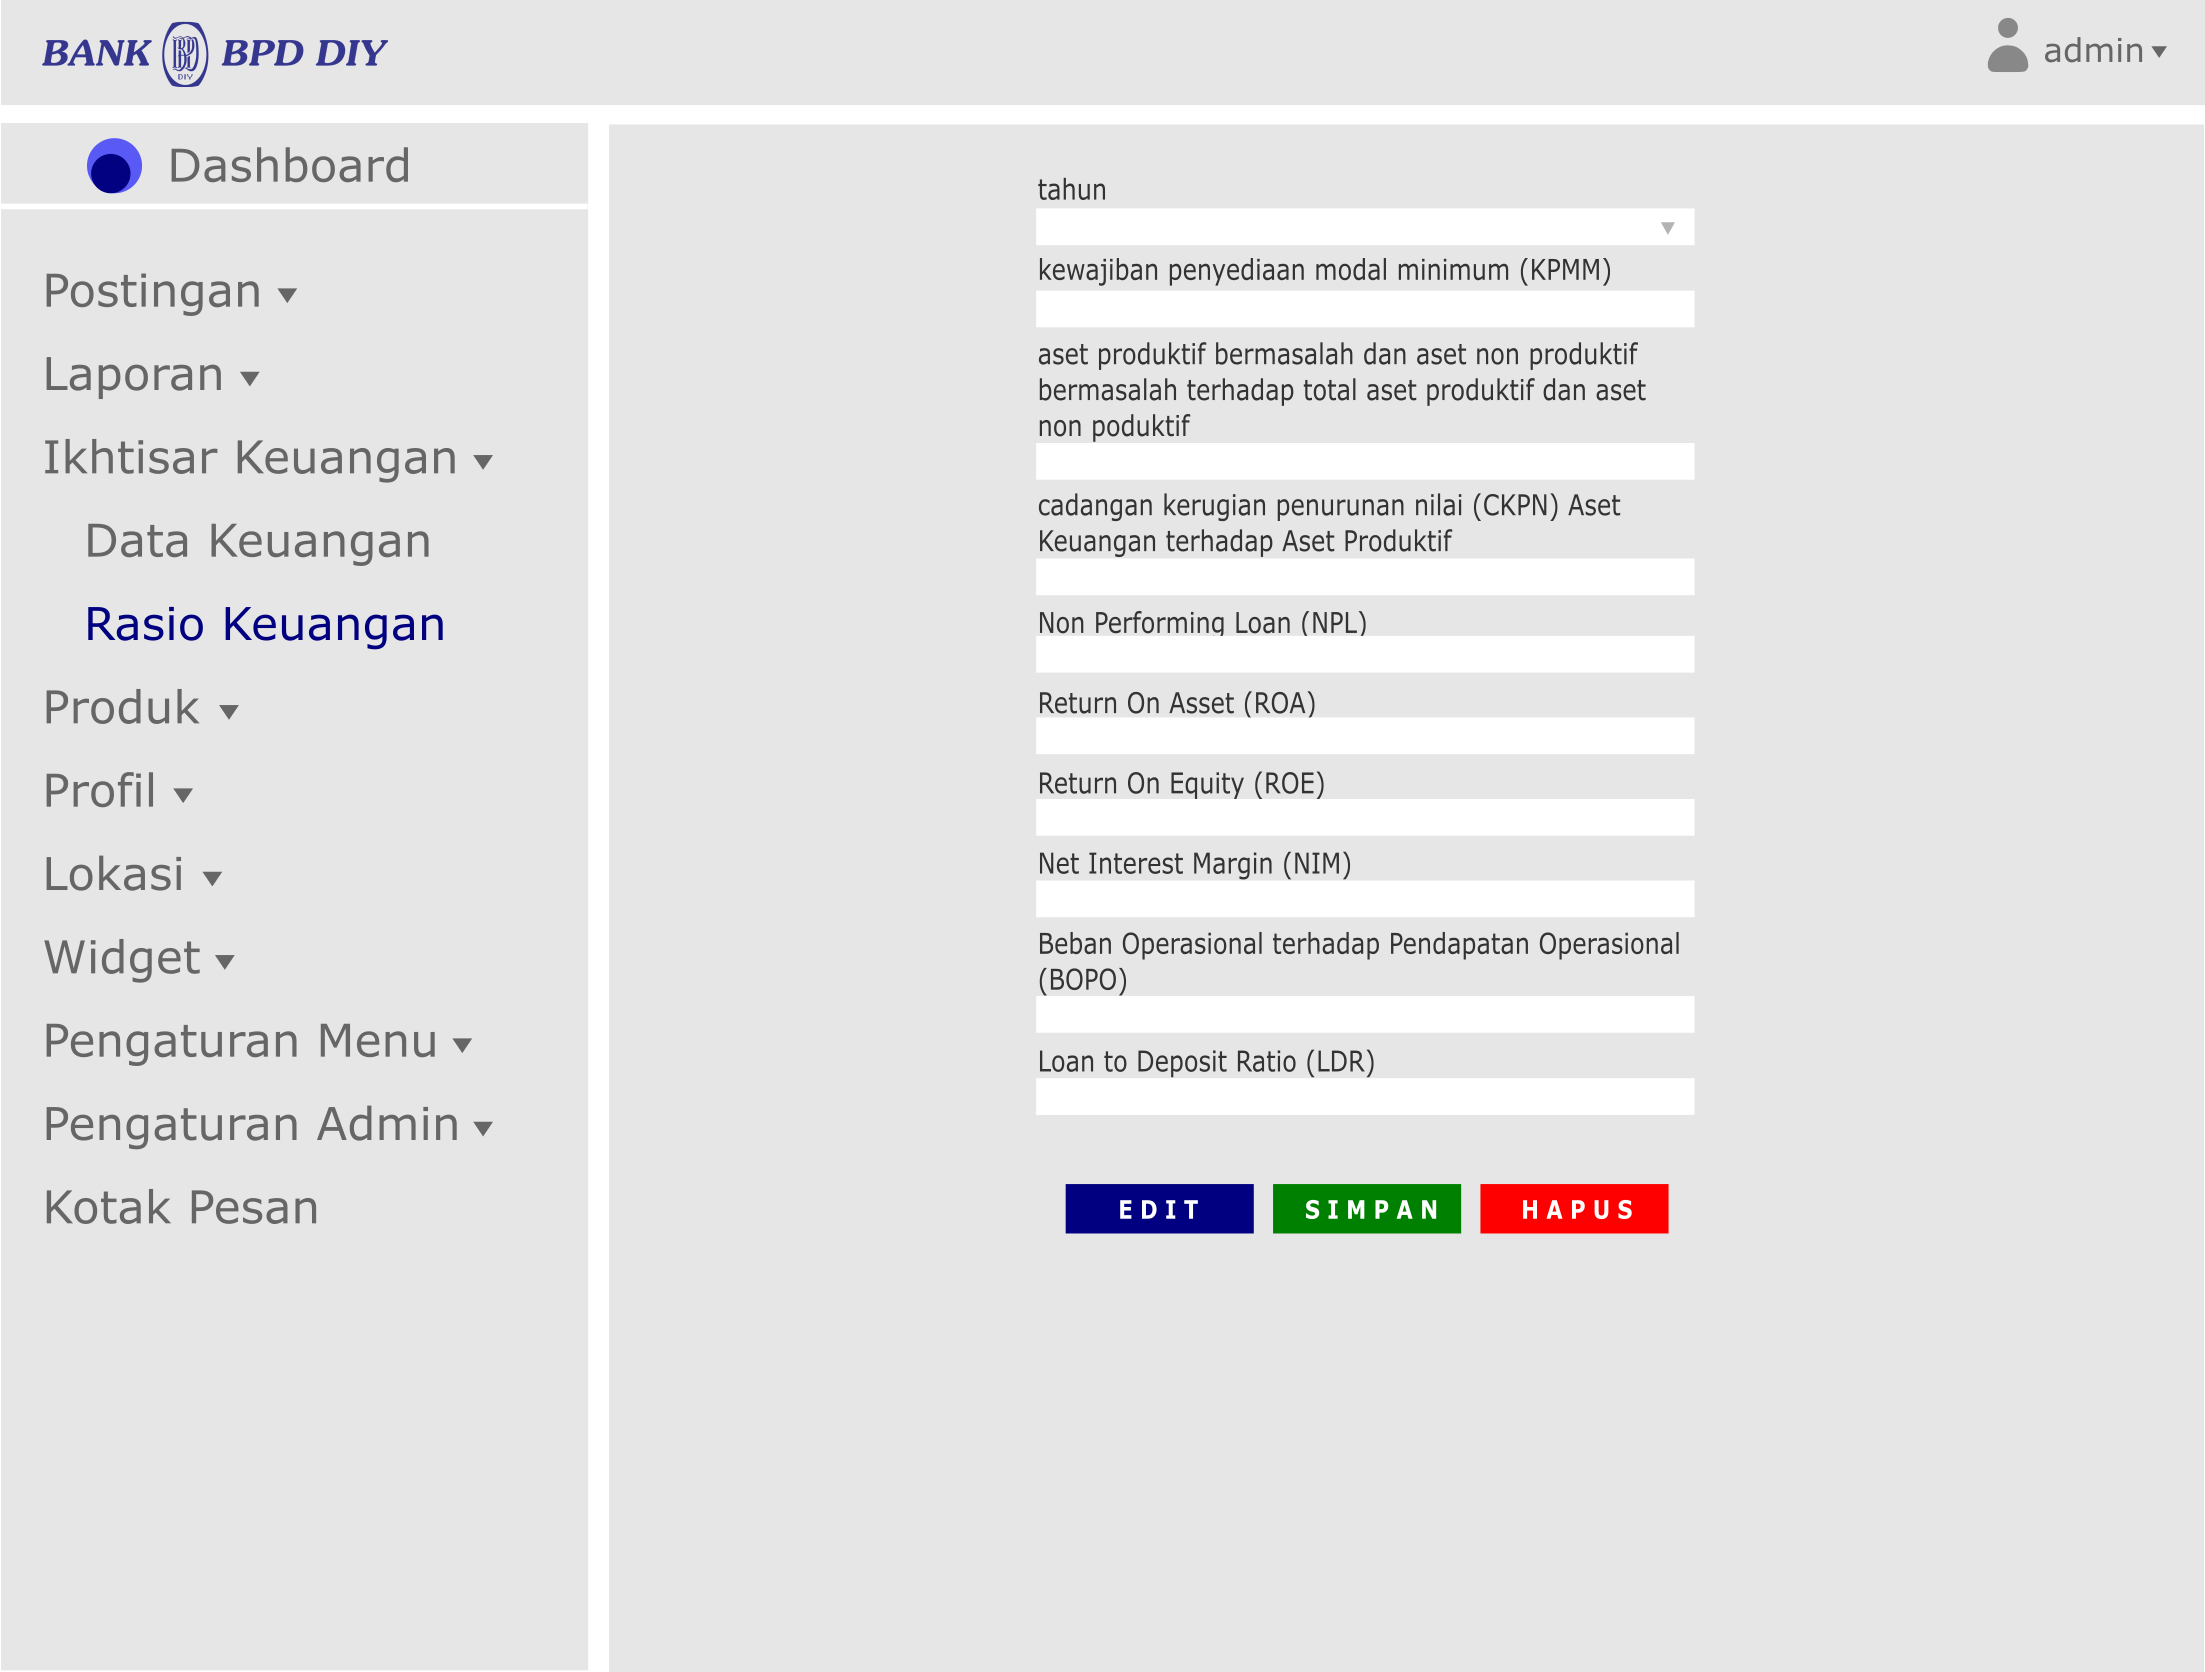 BANK BPD DIY BPD DIY
admin
Dashboard
Postingan
Laporan
Ikhtisar Keuangan
Data Keuangan
Rasio Keuangan
Produk
Profil
Lokasi
Widget
Pengaturan Menu
Pengaturan Admin
Kotak Pesan
tahun
kewajiban penyediaan modal minimum (KPMM)
aset produktif bermasalah dan aset non produktif
bermasalah terhadap total aset produktif dan aset
non poduktif
cadangan kerugian penurunan nilai (CKPN) Aset
Keuangan terhadap Aset Produktif
Non Performing Loan (NPL)
Return On Asset (ROA)
Return On Equity (ROE)
Net Interest Margin (NIM)
Beban Operasional terhadap Pendapatan Operasional
(BOPO)
Loan to Deposit Ratio (LDR)
EDIT SIMPAN HAPUS